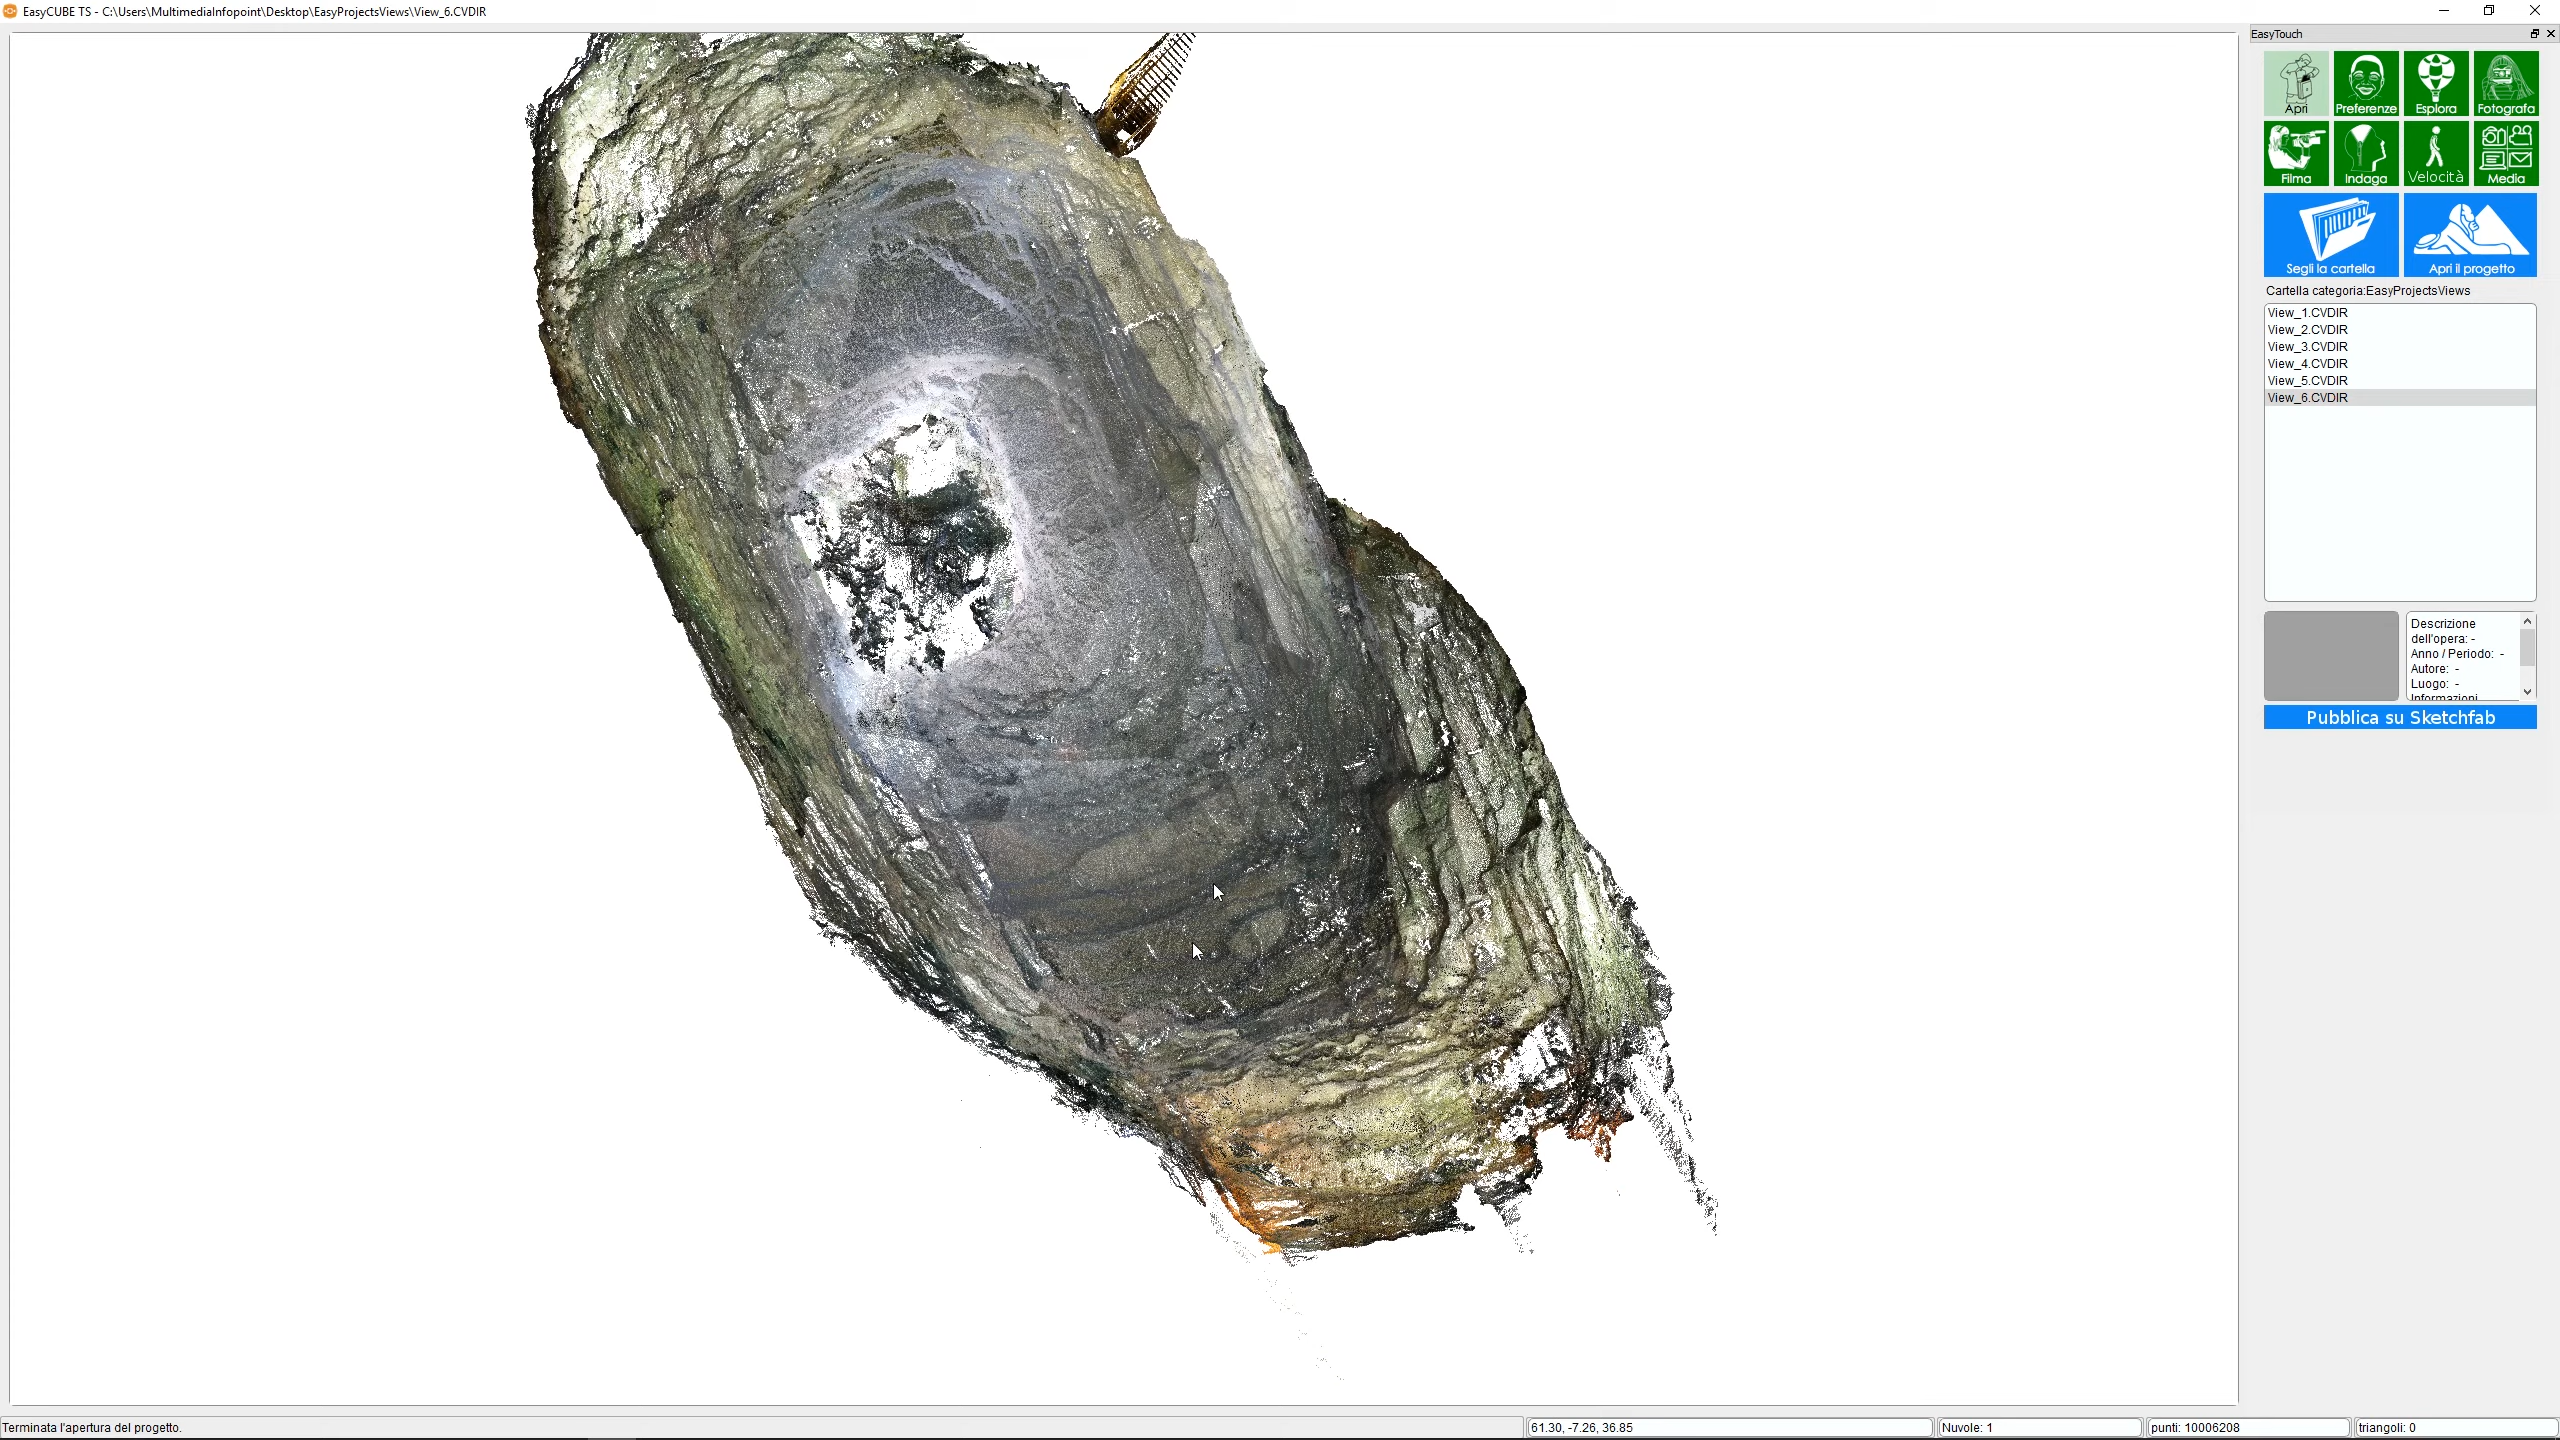 EasyCUBE TS - C:\Users\MultimediaInfopoint\Desktop\EasyProjectsViews\View_6.CVDIR
EasyTouch
Apri
Preferenze
Esplora
Fotografa
Filma
Indaga
Velocità
Media
Segli la cartella
Apri il progetto
Cartella categoria:EasyProjectsViews
View_1.CVDIR
View_2.CVDIR
View_3.CVDIR
View_4.CVDIR
View_5.CVDIR
View_6.CVDIR
Descrizione
dell'opera: -
Anno / Periodo: -
Autore: -
Luogo: -
Informazioni
Pubblica su Sketchfab
Terminata l'apertura del progetto.
61.30, -7.26, 36.85
Nuvole: 1
punti: 10006208
triangoli: 0